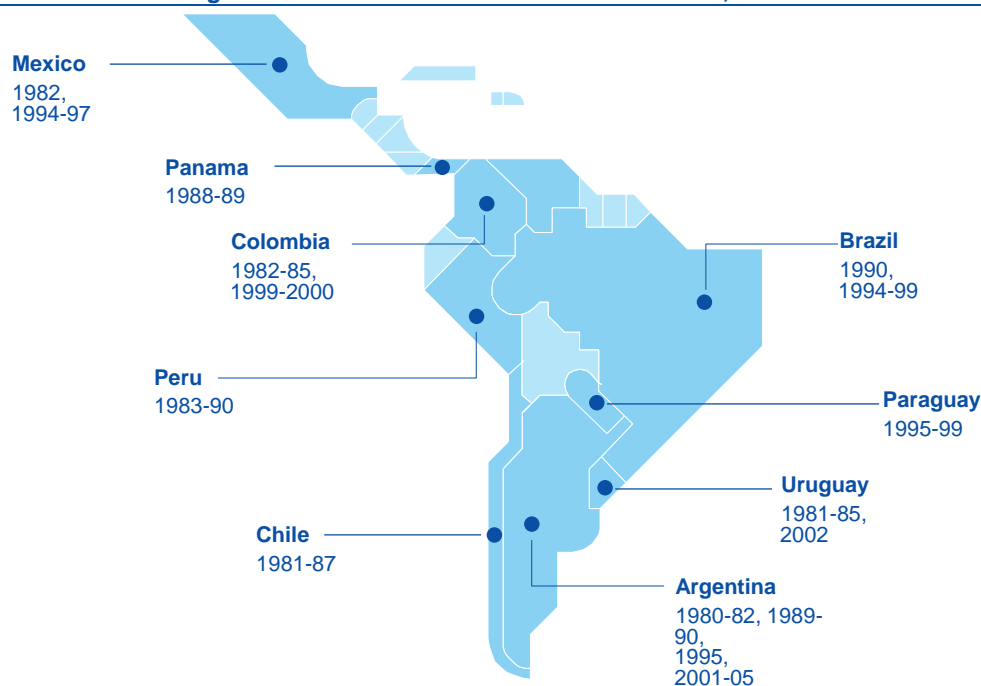 Mexico
1982,
1994-97
Panama
1988-89
Colombia
1982-85,
1999-2000
Brazil
1990,
1994-99
Peru
1983-90
Paraguay
1995-99
Uruguay
1981-85,
2002
Chile
1981-87
Argentina
1980-82, 1989-
90,
1995,
2001-05